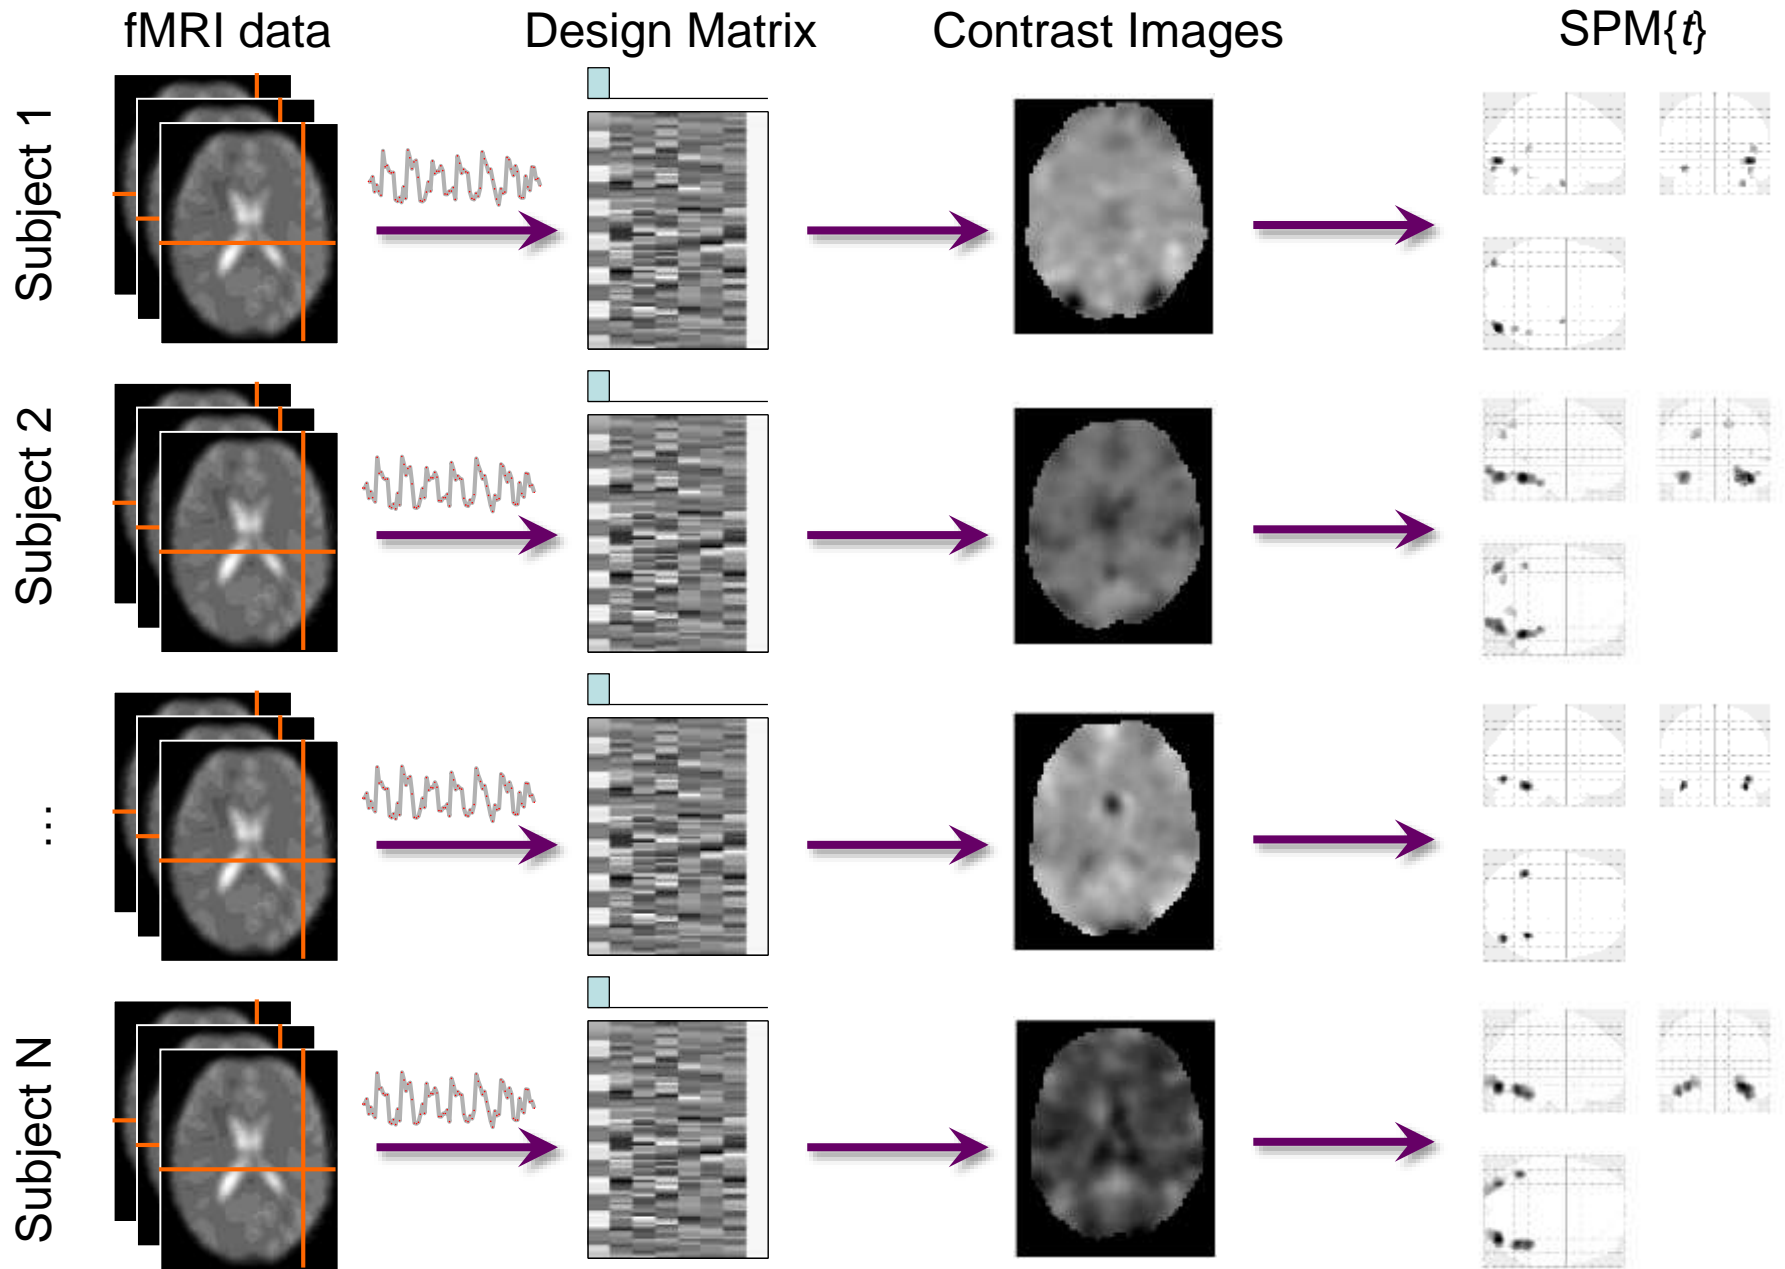 fMRI data
Design Matrix
Contrast Images
SPM{t}
Subject 1
Subject 2
…
Subject N